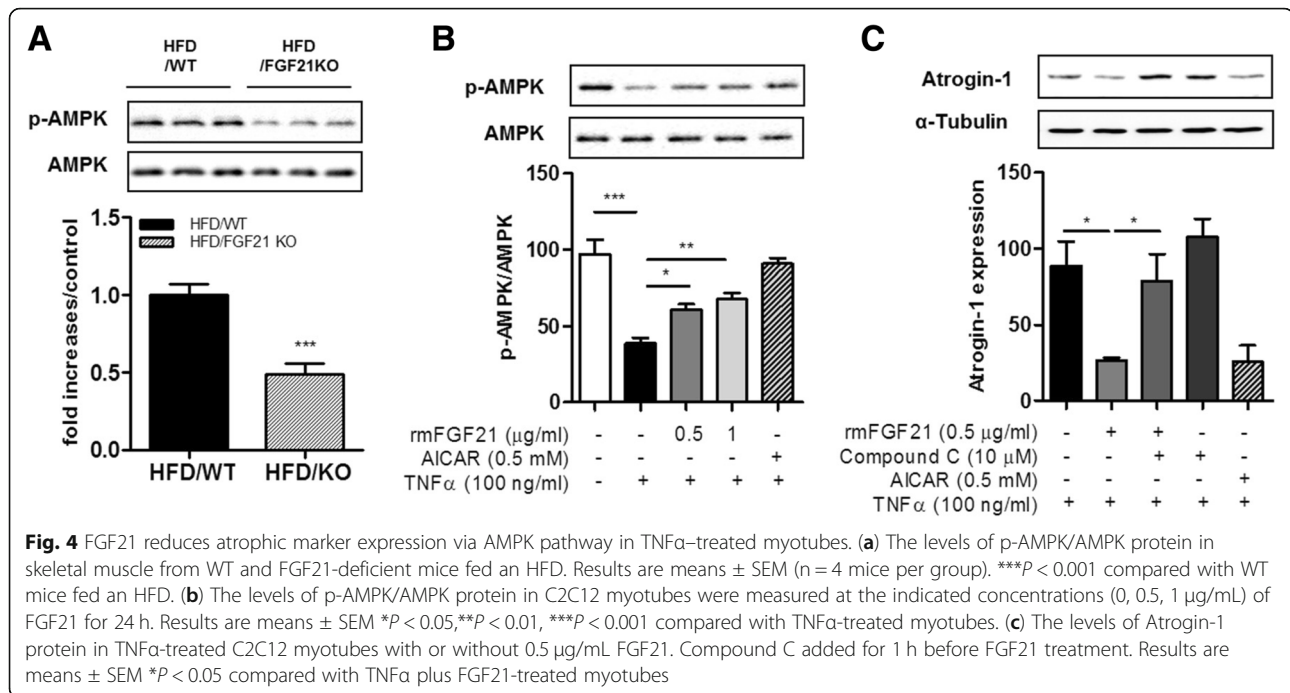 A
HFD
/WT
HFD
/FGF21KO
p-AMPK
AMPK
fold increases/control
1.5
1.0
0.5
0.0
HFD/WT
HFD/FGF21 KO
***
HFD/WT
HFD/KO
B
p-AMPK
AMPK
p-AMPK/AMPK
150
100
50
0
***
**
*
rmFGF21 (μg/ml) - - 0.5 1 -
AICAR (0.5 mM) - - - - +
TNFα (100 ng/ml) - + + + +
C
Atrogin-1
α-Tubulin
Atrogin-1 expression
150
100
50
0
* *
rmFGF21 (0.5 μg/ml) - + + - -
Compound C (10 μM) - - + + -
AICAR (0.5 mM) - - - - +
TNFα (100 ng/ml) + + + + +
Fig. 4 FGF21 reduces atrophic marker expression via AMPK pathway in TNFα–treated myotubes. (a) The levels of p-AMPK/AMPK protein in
skeletal muscle from WT and FGF21-deficient mice fed an HFD. Results are means ± SEM (n = 4 mice per group). ***P < 0.001 compared with WT
mice fed an HFD. (b) The levels of p-AMPK/AMPK protein in C2C12 myotubes were measured at the indicated concentrations (0, 0.5, 1 μg/mL) of
FGF21 for 24 h. Results are means ± SEM *P < 0.05,**P < 0.01, ***P < 0.001 compared with TNFα-treated myotubes. (c) The levels of Atrogin-1
protein in TNFα-treated C2C12 myotubes with or without 0.5 μg/mL FGF21. Compound C added for 1 h before FGF21 treatment. Results are
means ± SEM *P < 0.05 compared with TNFα plus FGF21-treated myotubes